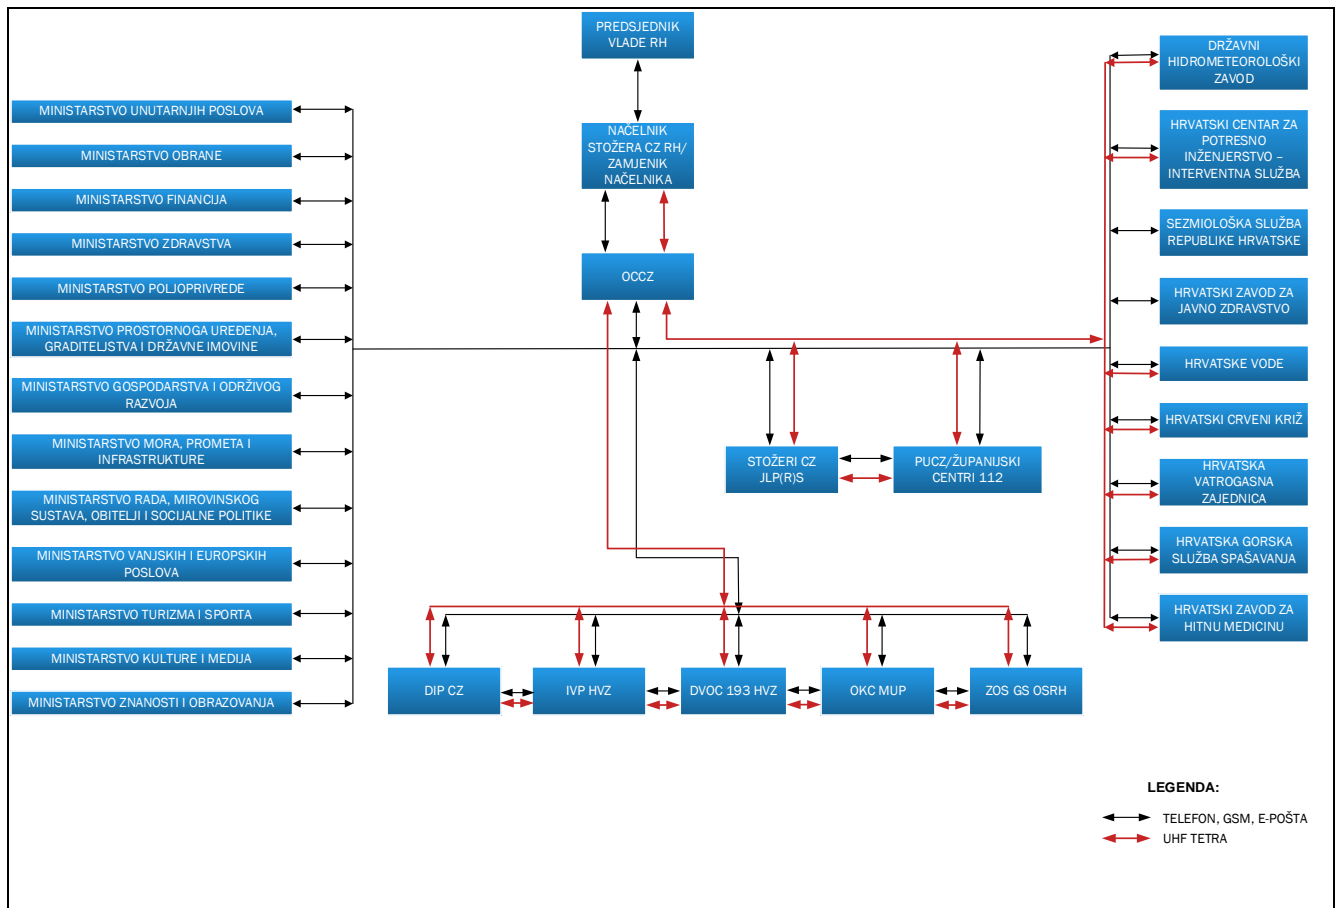 PREDSJEDNIK
VLADE RH
NAČELNIK
STOŽERA CZ RH/
ZAMJENIK
NAČELNIKA
OCCZ
MINISTARSTVO UNUTARNJIH POSLOVA
MINISTARSTVO OBRANE
MINISTARSTVO FINANCIJA
MINISTARSTVO ZDRAVSTVA
MINISTARSTVO POLJOPRIVREDE
MINISTARSTVO PROSTORNOGA UREĐENJA,
GRADITELJSTVA I DRŽAVNE IMOVINE
MINISTARSTVO GOSPODARSTVA I ODRŽIVOG
RAZVOJA
MINISTARSTVO MORA, PROMETA I
INFRASTRUKTURE
MINISTARSTVO RADA, MIROVINSKOG
SUSTAVA, OBITELJI I SOCIJALNE POLITIKE
MINISTARSTVO VANJSKIH I EUROPSKIH
POSLOVA
MINISTARSTVO TURIZMA I SPORTA
MINISTARSTVO KULTURE I MEDIJA
MINISTARSTVO ZNANOSTI I OBRAZOVANJA
DRŽAVNI
HIDROMETEOROLOŠKI
ZAVOD
HRVATSKI CENTAR ZA
POTRESNO
INŽENJERSTVO –
INTERVENTNA SLUŽBA
SEZMIOLOŠKA SLUŽBA
REPUBLIKE HRVATSKE
HRVATSKI ZAVOD ZA
JAVNO ZDRAVSTVO
HRVATSKE VODE
HRVATSKI CRVENI KRIŽ
HRVATSKA
VATROGASNA
ZAJEDNICA
HRVATSKA GORSKA
SLUŽBA SPAŠAVANJA
HRVATSKI ZAVOD ZA
HITNU MEDICINU
STOŽERI CZ
JLP(R)S
PUCZ/ŽUPANIJSKI
CENTRI 112
DIP CZ
IVP HVZ
DVOC 193 HVZ
OKC MUP
ZOS GS OSRH
LEGENDA:
TELEFON, GSM, E-POŠTA
UHF TETRA